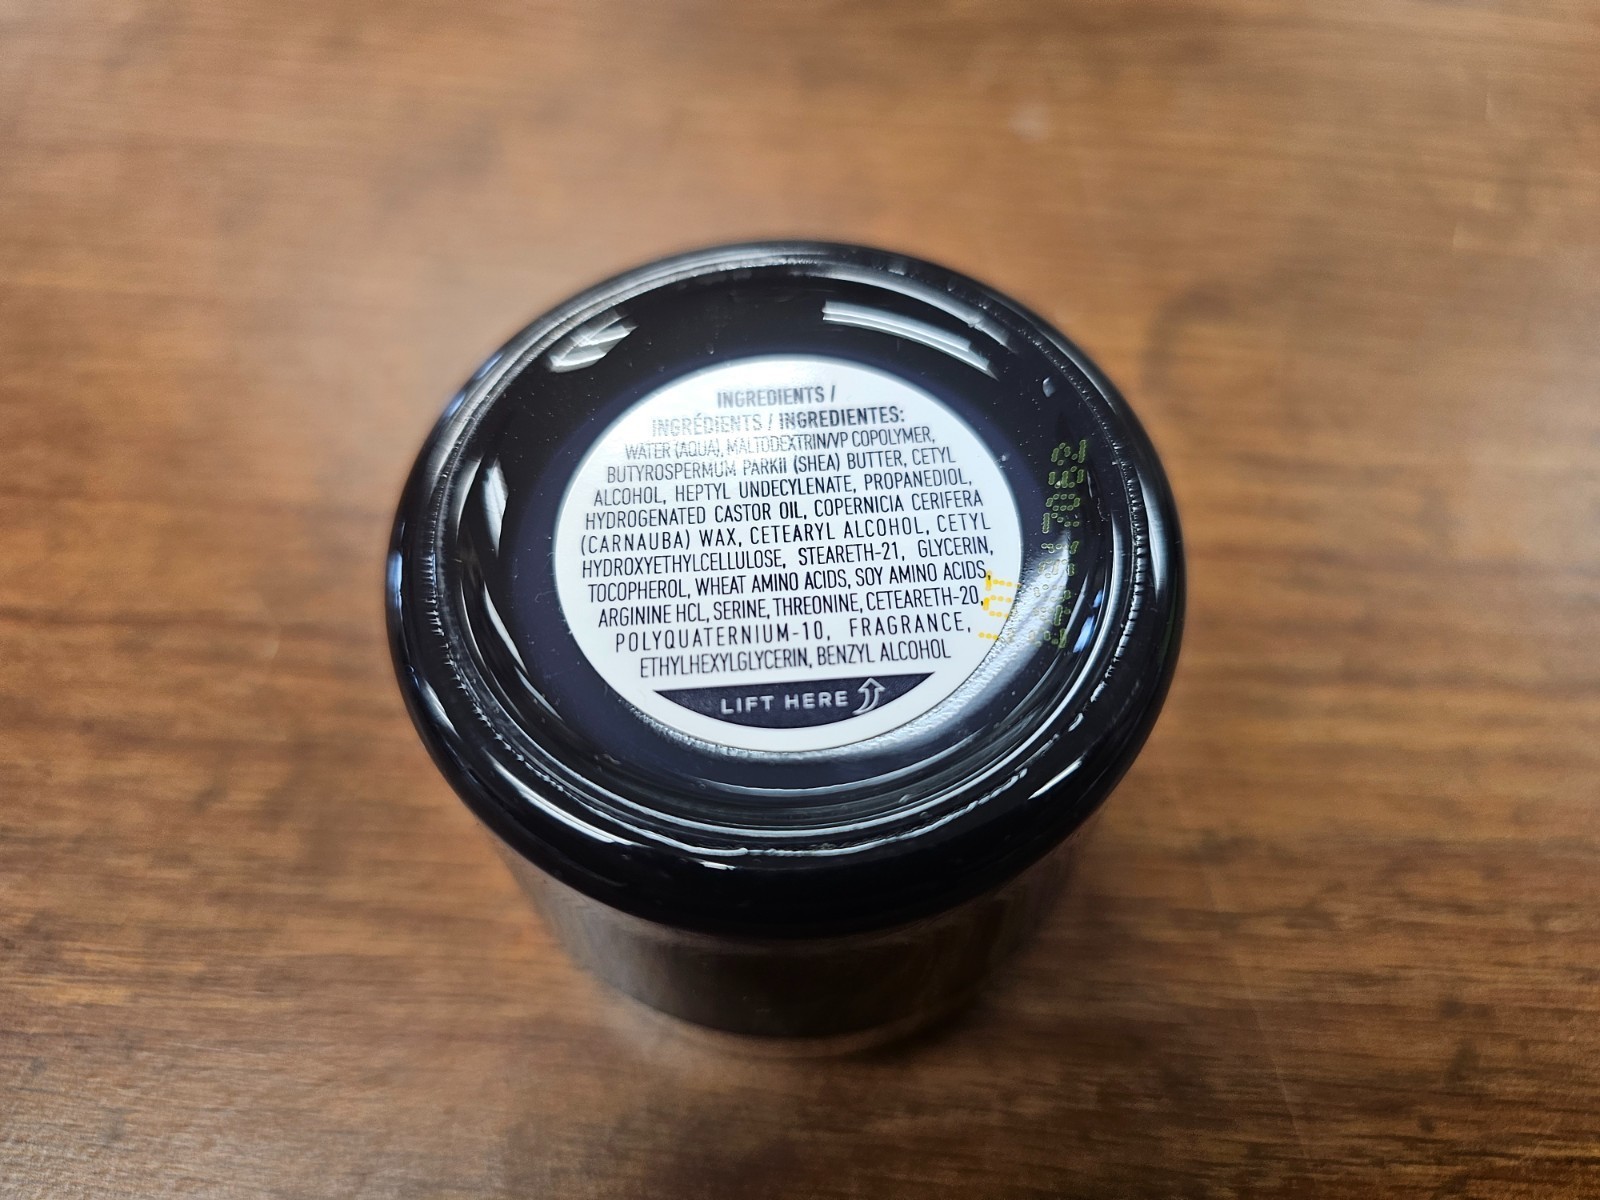 INGREDIENTS /
INGRÉDIENTS / INGREDIENTES:
WATER (AQUA), MALTODEXTRIN/VP COPOLYMER,
BUTYROSPERMUM PARKII (SHEA) BUTTER, CETYL
ALCOHOL, HEPTYL UNDECYLENATE, PROPANEDIOL,
HYDROGENATED CASTOR OIL, COPERNICIA CERIFERA
(CARNAUBA) WAX, CETEARYL ALCOHOL, CETYL
HYDROXYETHYLCELLULOSE, STEARETH-21, GLYCERIN,
TOCOPHEROL, WHEAT AMINO ACIDS, SOY AMINO ACIDS,
ARGININE HCL, SERINE, THREONINE, CETEARETH-20,
POLYQUATERNIUM-10, FRAGRANCE,
ETHYLHEXYLGLYCERIN, BENZYL ALCOHOL
LIFT HERE